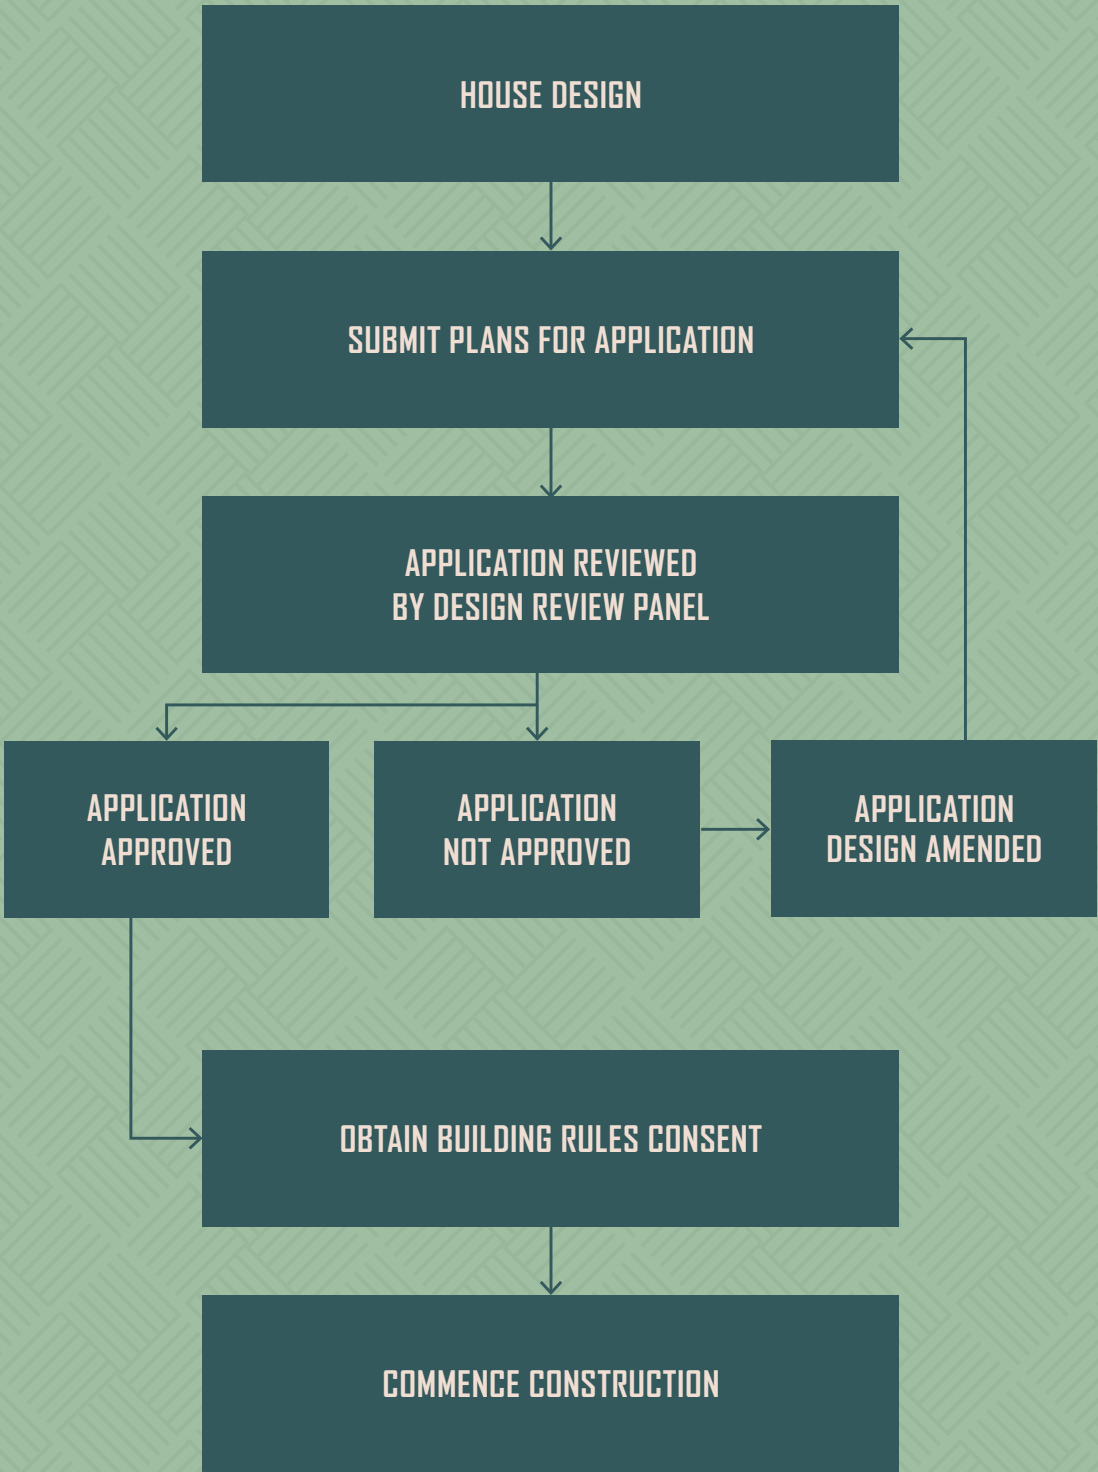 HOUSE DESIGN
SUBMIT PLANS FOR APPLICATION
APPLICATION REVIEWED
BY DESIGN REVIEW PANEL
APPLICATION
APPROVED
APPLICATION
NOT APPROVED
APPLICATION
DESIGN AMENDED
OBTAIN BUILDING RULES CONSENT
COMMENCE CONSTRUCTION